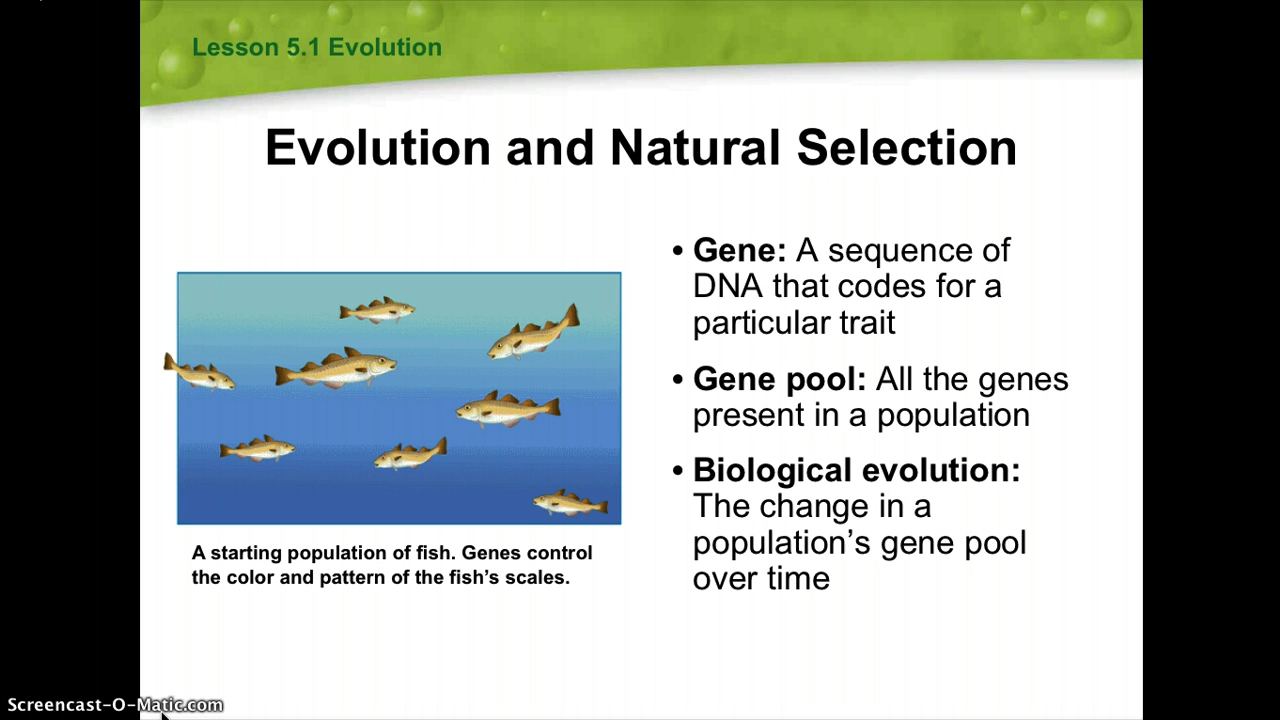 Lesson 5.1 Evolution
Evolution and Natural Selection
• Gene: A sequence of
DNA that codes for a
particular trait
• Gene pool: All the genes
present in a population
• Biological evolution:
The change in a
population’s gene pool
over time
A starting population of fish. Genes control
the color and pattern of the fish’s scales.
Screencast-O-Matic.com